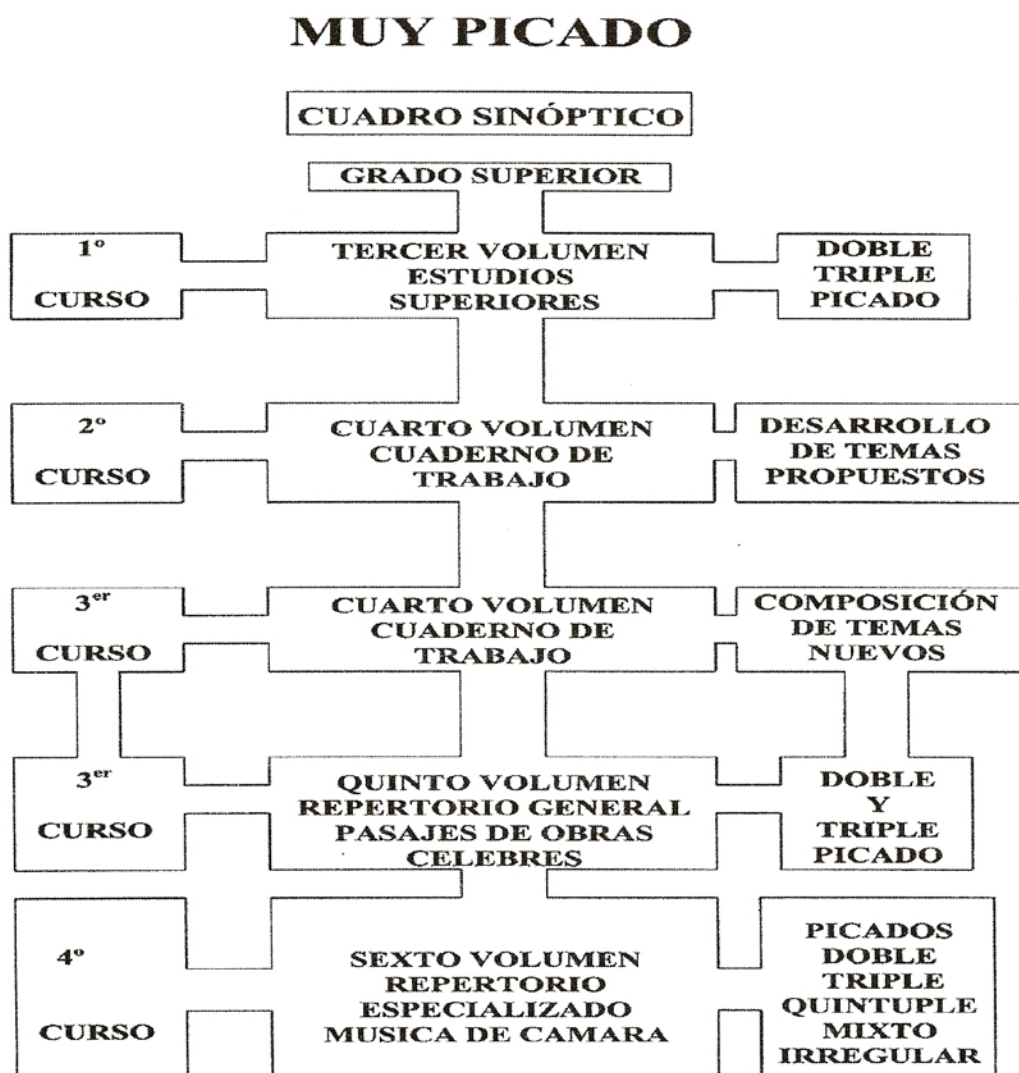 MUY PICADO
CUADRO SINÓPTICO
GRADO SUPERIOR
1º
CURSO
TERCER VOLUMEN
ESTUDIOS
SUPERIORES
DOBLE
TRIPLE
PICADO
2º
CURSO
CUARTO VOLUMEN
CUADERNO DE
TRABAJO
DESARROLLO
DE TEMAS
PROPUESTOS
3er
CURSO
CUARTO VOLUMEN
CUADERNO DE
TRABAJO
COMPOSICIÓN
DE TEMAS
NUEVOS
3er
CURSO
QUINTO VOLUMEN
REPERTORIO GENERAL
PASAJES DE OBRAS
CELEBRES
DOBLE
Y
TRIPLE
PICADO
4º
CURSO
SEXTO VOLUMEN
REPERTORIO
ESPECIALIZADO
MUSICA DE CAMARA
PICADOS
DOBLE
TRIPLE
QUINTUPLE
MIXTO
IRREGULAR